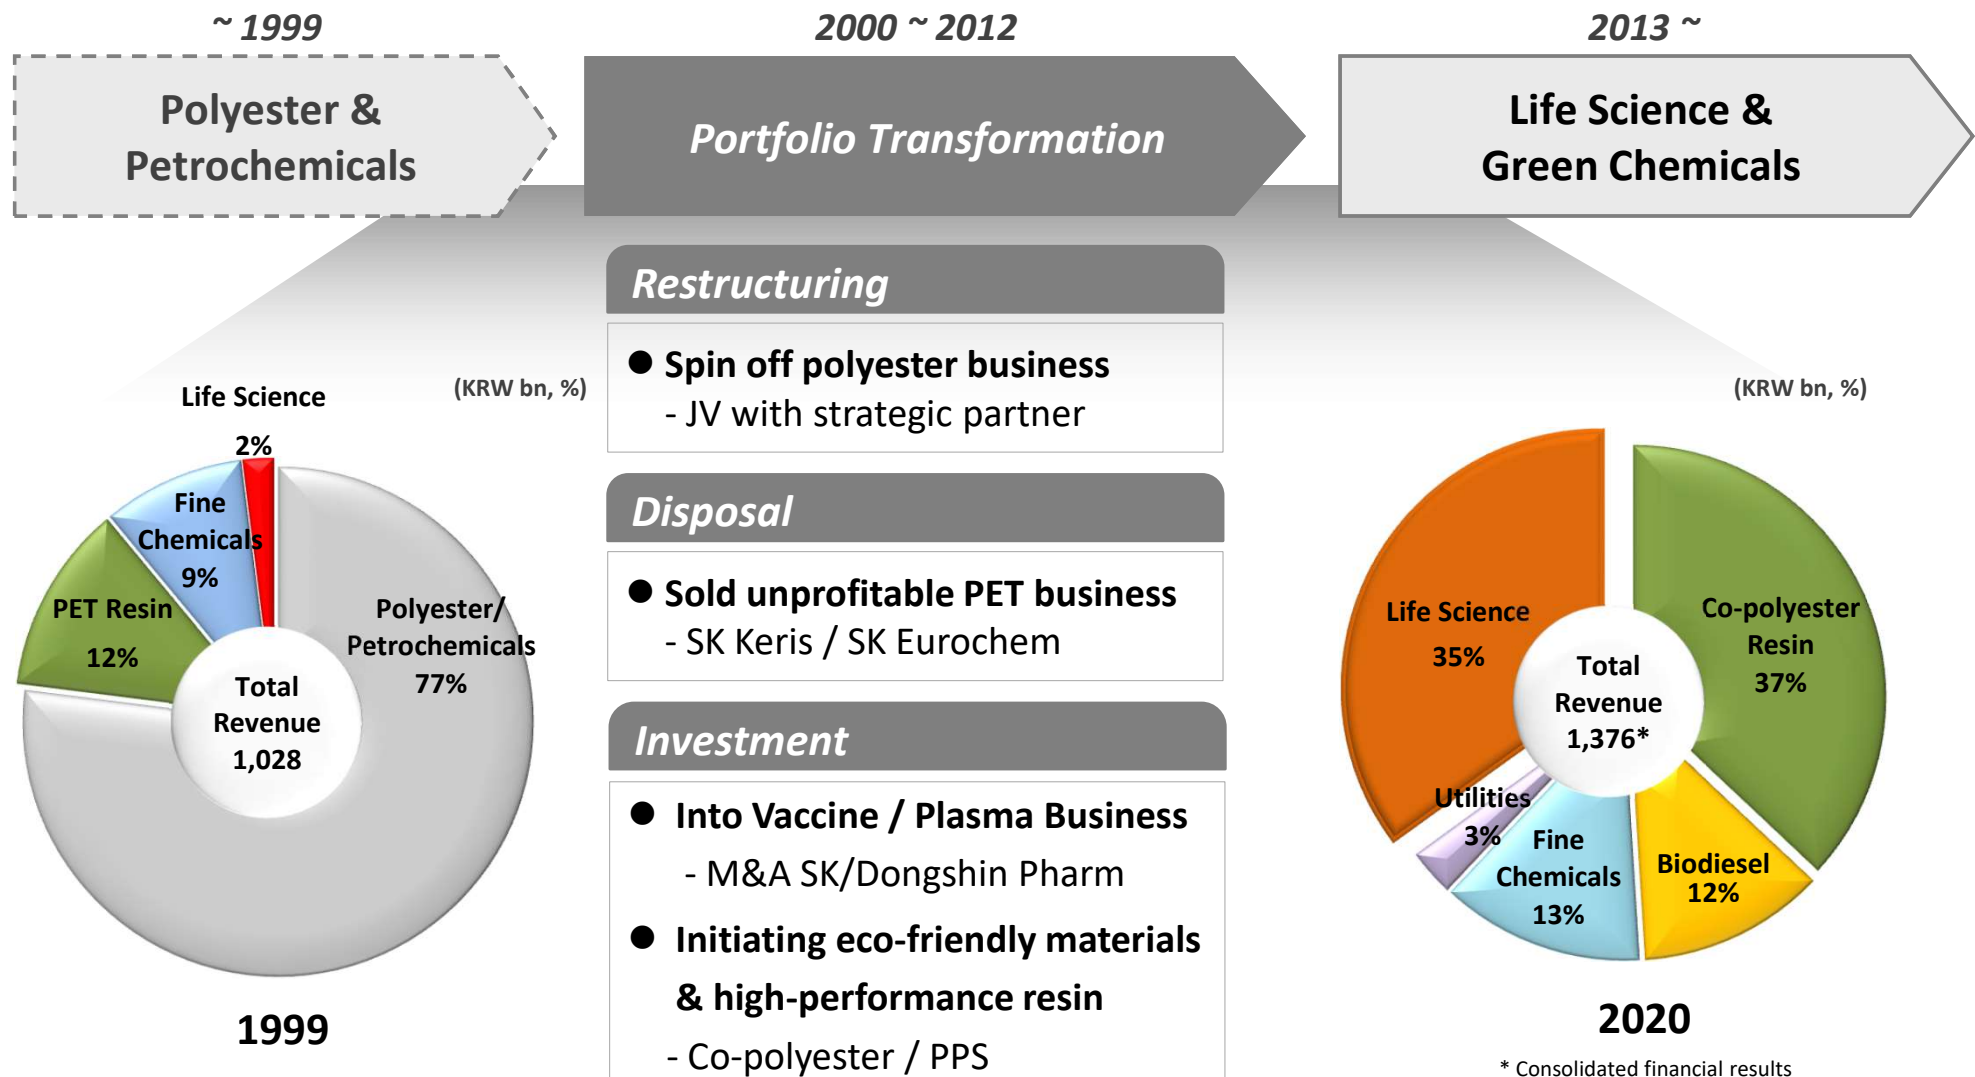 ~ 1999
2000 ~ 2012
2013 ~
Polyester &
Petrochemicals
Portfolio Transformation
Life Science &
Green Chemicals
(KRW bn, %)
Life Science
2%
Fine
Chemicals
9%
PET Resin
12%
Polyester/
Petrochemicals
77%
Total
Revenue
1,028
1999
Restructuring
● Spin off polyester business
- JV with strategic partner
Disposal
● Sold unprofitable PET business
- SK Keris / SK Eurochem
Investment
● Into Vaccine / Plasma Business
- M&A SK/Dongshin Pharm
● Initiating eco-friendly materials
& high-performance resin
- Co-polyester / PPS
(KRW bn, %)
Life Science
35%
Co-polyester
Resin
37%
Total
Revenue
1,376*
Utilities
3%
Fine
Chemicals
13%
Biodiesel
12%
2020
* Consolidated financial results